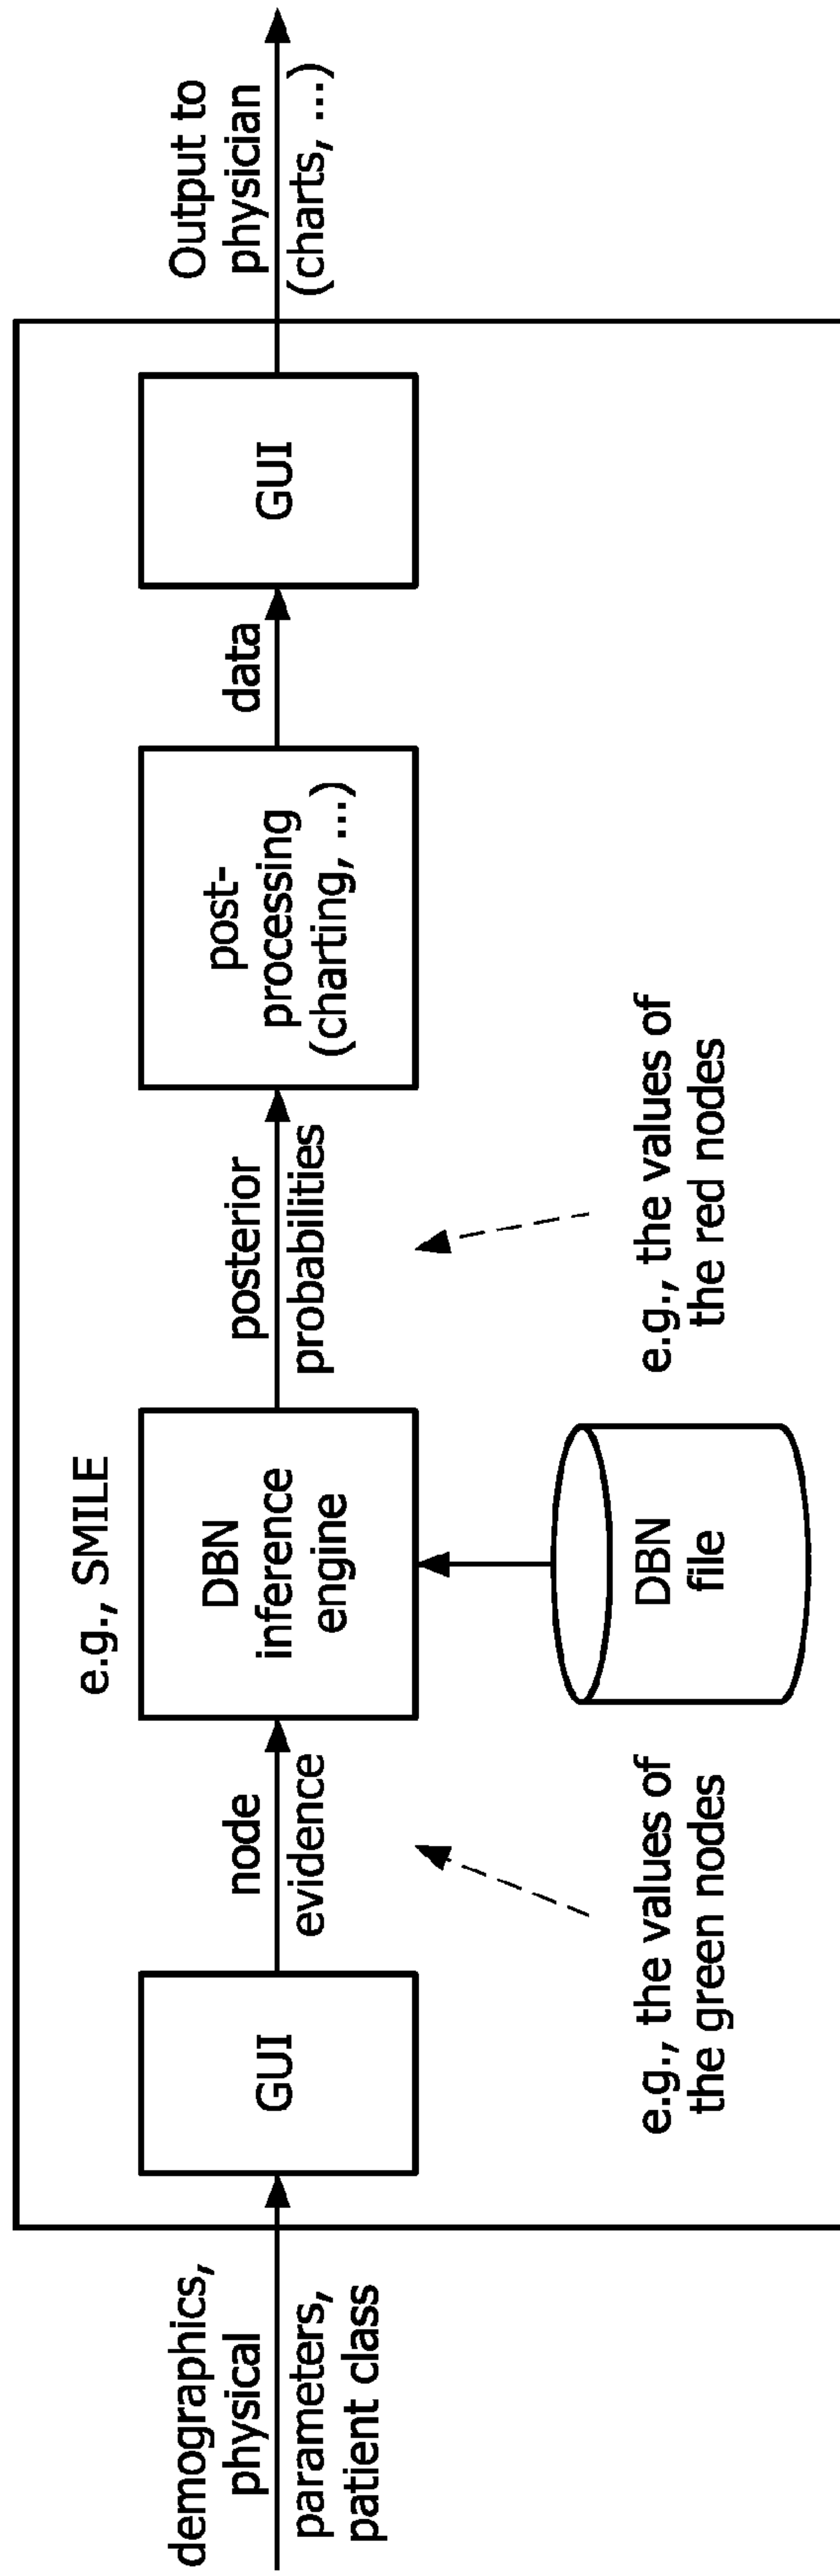 demographics,
physical
parameters,
patient class
GUI
node
evidence
e.g., the values of
the green nodes
e.g., SMILE
DBN
inference
engine
DBN
file
posterior
probabilities
e.g., the values of
the red nodes
post-
processing
(charting, ...)
data
GUI
Output to
physician
(charts, ...)